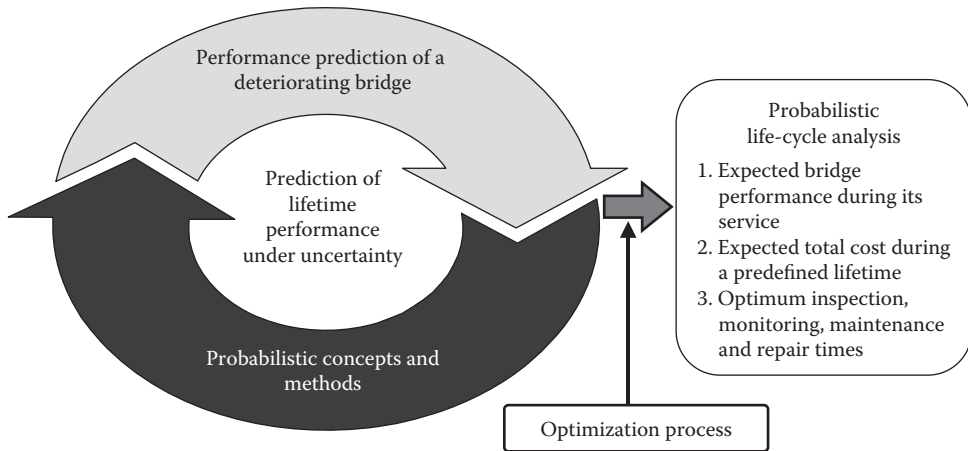 Performance prediction of a
deteriorating bridge
Prediction of
lifetime
performance
under uncertainty
Probabilistic concepts and
methods
Probabilistic
life-cycle analysis
1. Expected bridge
performance during its
service
2. Expected total cost during
a predefined lifetime
3. Optimum inspection,
monitoring, maintenance
and repair times
Optimization process